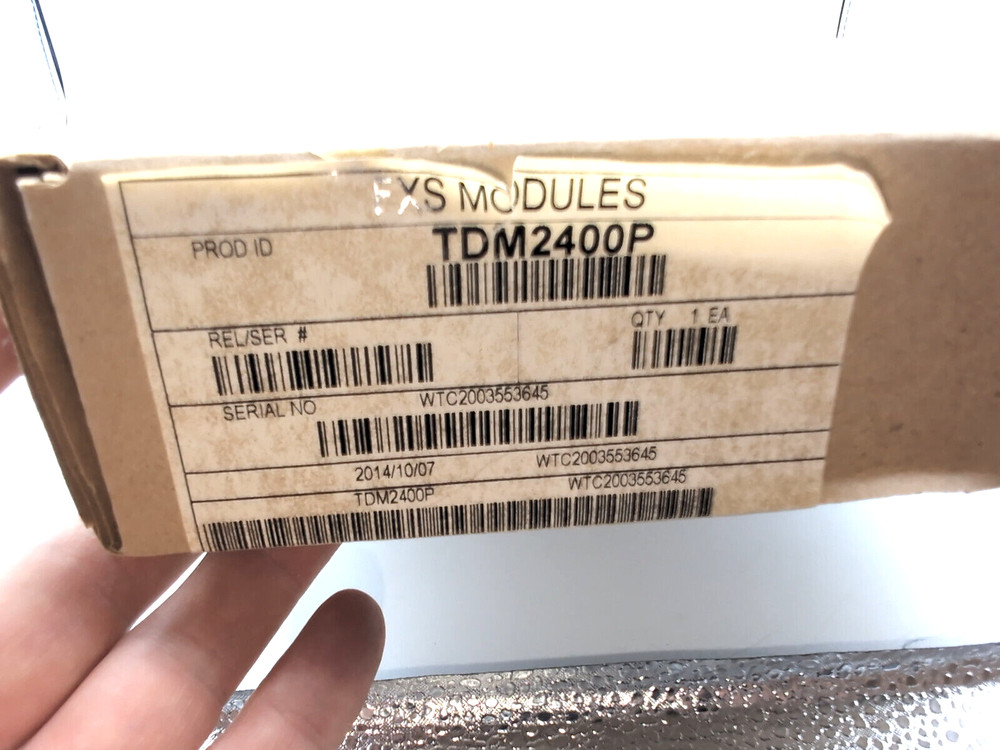 FXS MODULES
PROD ID TDM2400P
REL/SER # QTY 1 EA
SERIAL NO WTC2003553645
2014/10/07 WTC2003553645
TDM2400P WTC2003553645